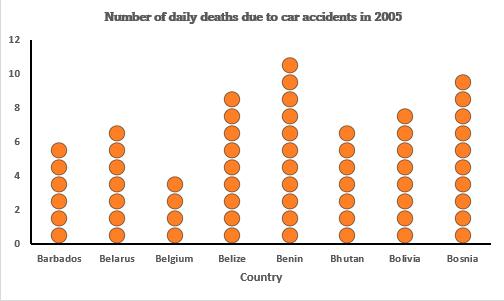 Number of daily deaths due to car accidents in 2005
12
10
8
6
4
2
0
Barbados Belarus Belgium Belize Benin Bhutan Bolivia Bosnia
Country